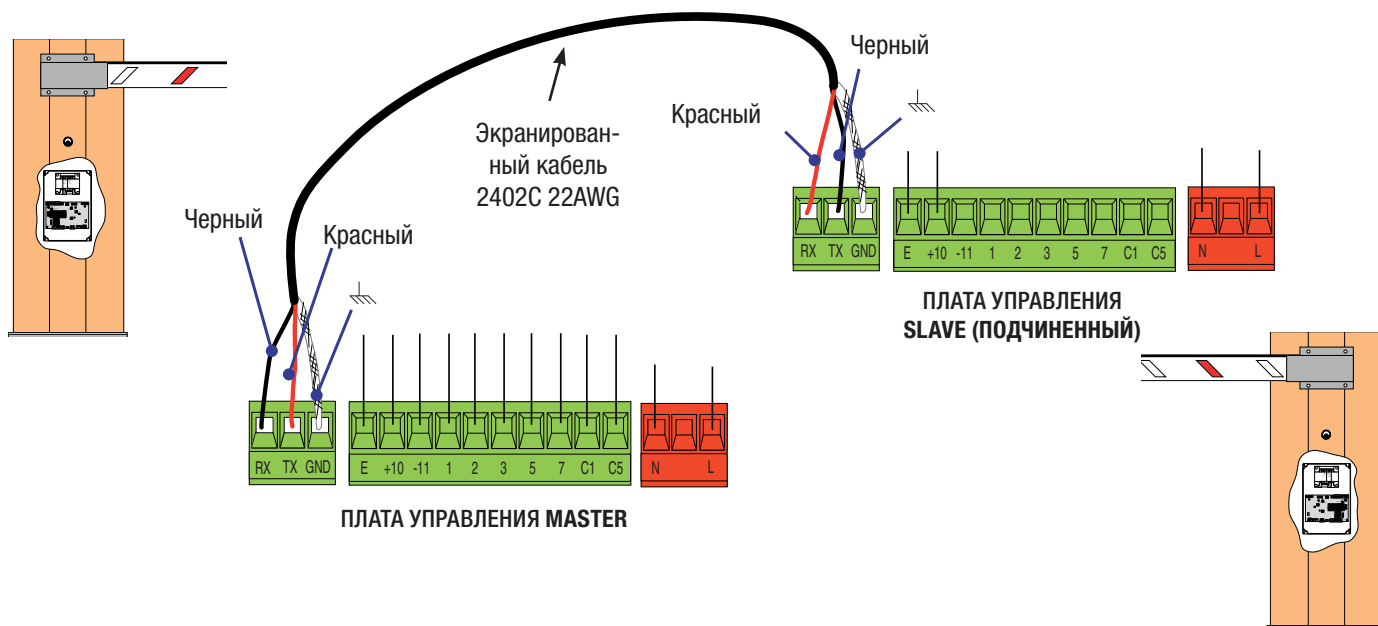 Черный
Красный
Экранирован-
ный кабель
2402C 22AWG
Черный
Красный
RX TX GND
E +10 -11 1 2 3 5 7 C1 C5
N L
ПЛАТА УПРАВЛЕНИЯ
SLAVE (ПОДЧИНЕННЫЙ)
RX TX GND
E +10 -11 1 2 3 5 7 C1 C5
N L
ПЛАТА УПРАВЛЕНИЯ MASTER